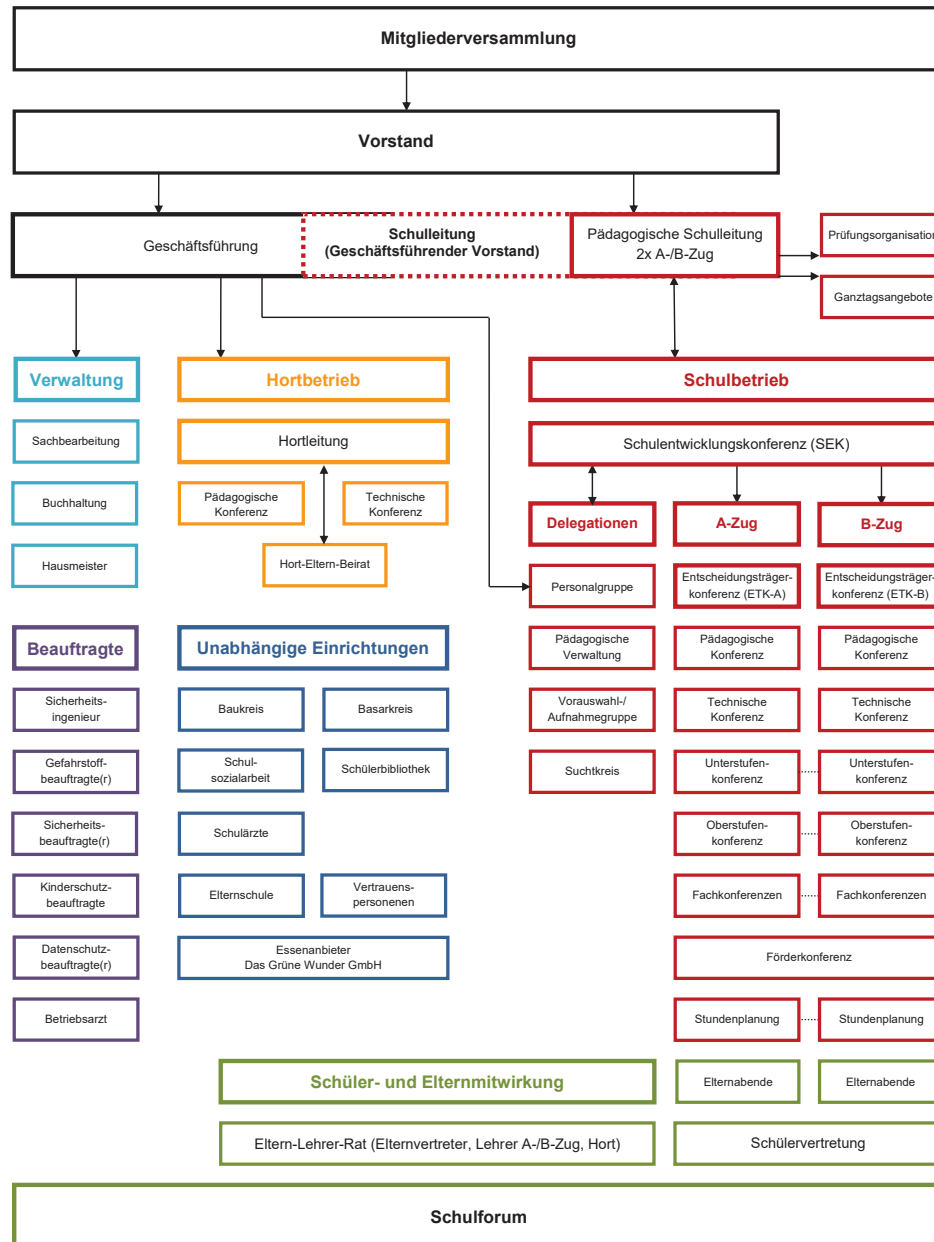 Mitgliederversammlung
Vorstand
Geschäftsführung
Schulleitung
(Geschäftsführender Vorstand)
Pädagogische Schulleitung
2x A-/B-Zug
Prüfungsorganisation
Ganztagsangebote
Verwaltung
Hortbetrieb
Schulbetrieb
Sachbearbeitung
Hortleitung
Schulentwicklungskonferenz (SEK)
Buchhaltung
Pädagogische
Konferenz
Technische
Konferenz
Delegationen
A-Zug
B-Zug
Hausmeister
Hort-Eltern-Beirat
Personalgruppe
Entscheidungsträger-
konferenz (ETK-A)
Entscheidungsträger-
konferenz (ETK-B)
Beauftragte
Unabhängige Einrichtungen
Pädagogische
Verwaltung
Pädagogische
Konferenz
Pädagogische
Konferenz
Sicherheits-
ingenieur
Baukreis
Basarkreis
Vorauswahl-/
Aufnahmegruppe
Technische
Konferenz
Technische
Konferenz
Gefahrstoff-
beauftragte(r)
Schul-
sozialarbeit
Schülerbibliothek
Suchtkreis
Unterstufen-
konferenz
Unterstufen-
konferenz
Sicherheits-
beauftragte(r)
Schulärzte
Oberstufen-
konferenz
Oberstufen-
konferenz
Kinderschutz-
beauftragte
Elternschule
Vertrauens-
personenen
Fachkonferenzen
Fachkonferenzen
Datenschutz-
beauftragte(r)
Essenanbieter
Das Grüne Wunder GmbH
Förderkonferenz
Betriebsarzt
Stundenplanung
Stundenplanung
Schüler- und Elternmitwirkung
Elternabende
Elternabende
Eltern-Lehrer-Rat (Elternvertreter, Lehrer A-/B-Zug, Hort)
Schülervertretung
Schulforum